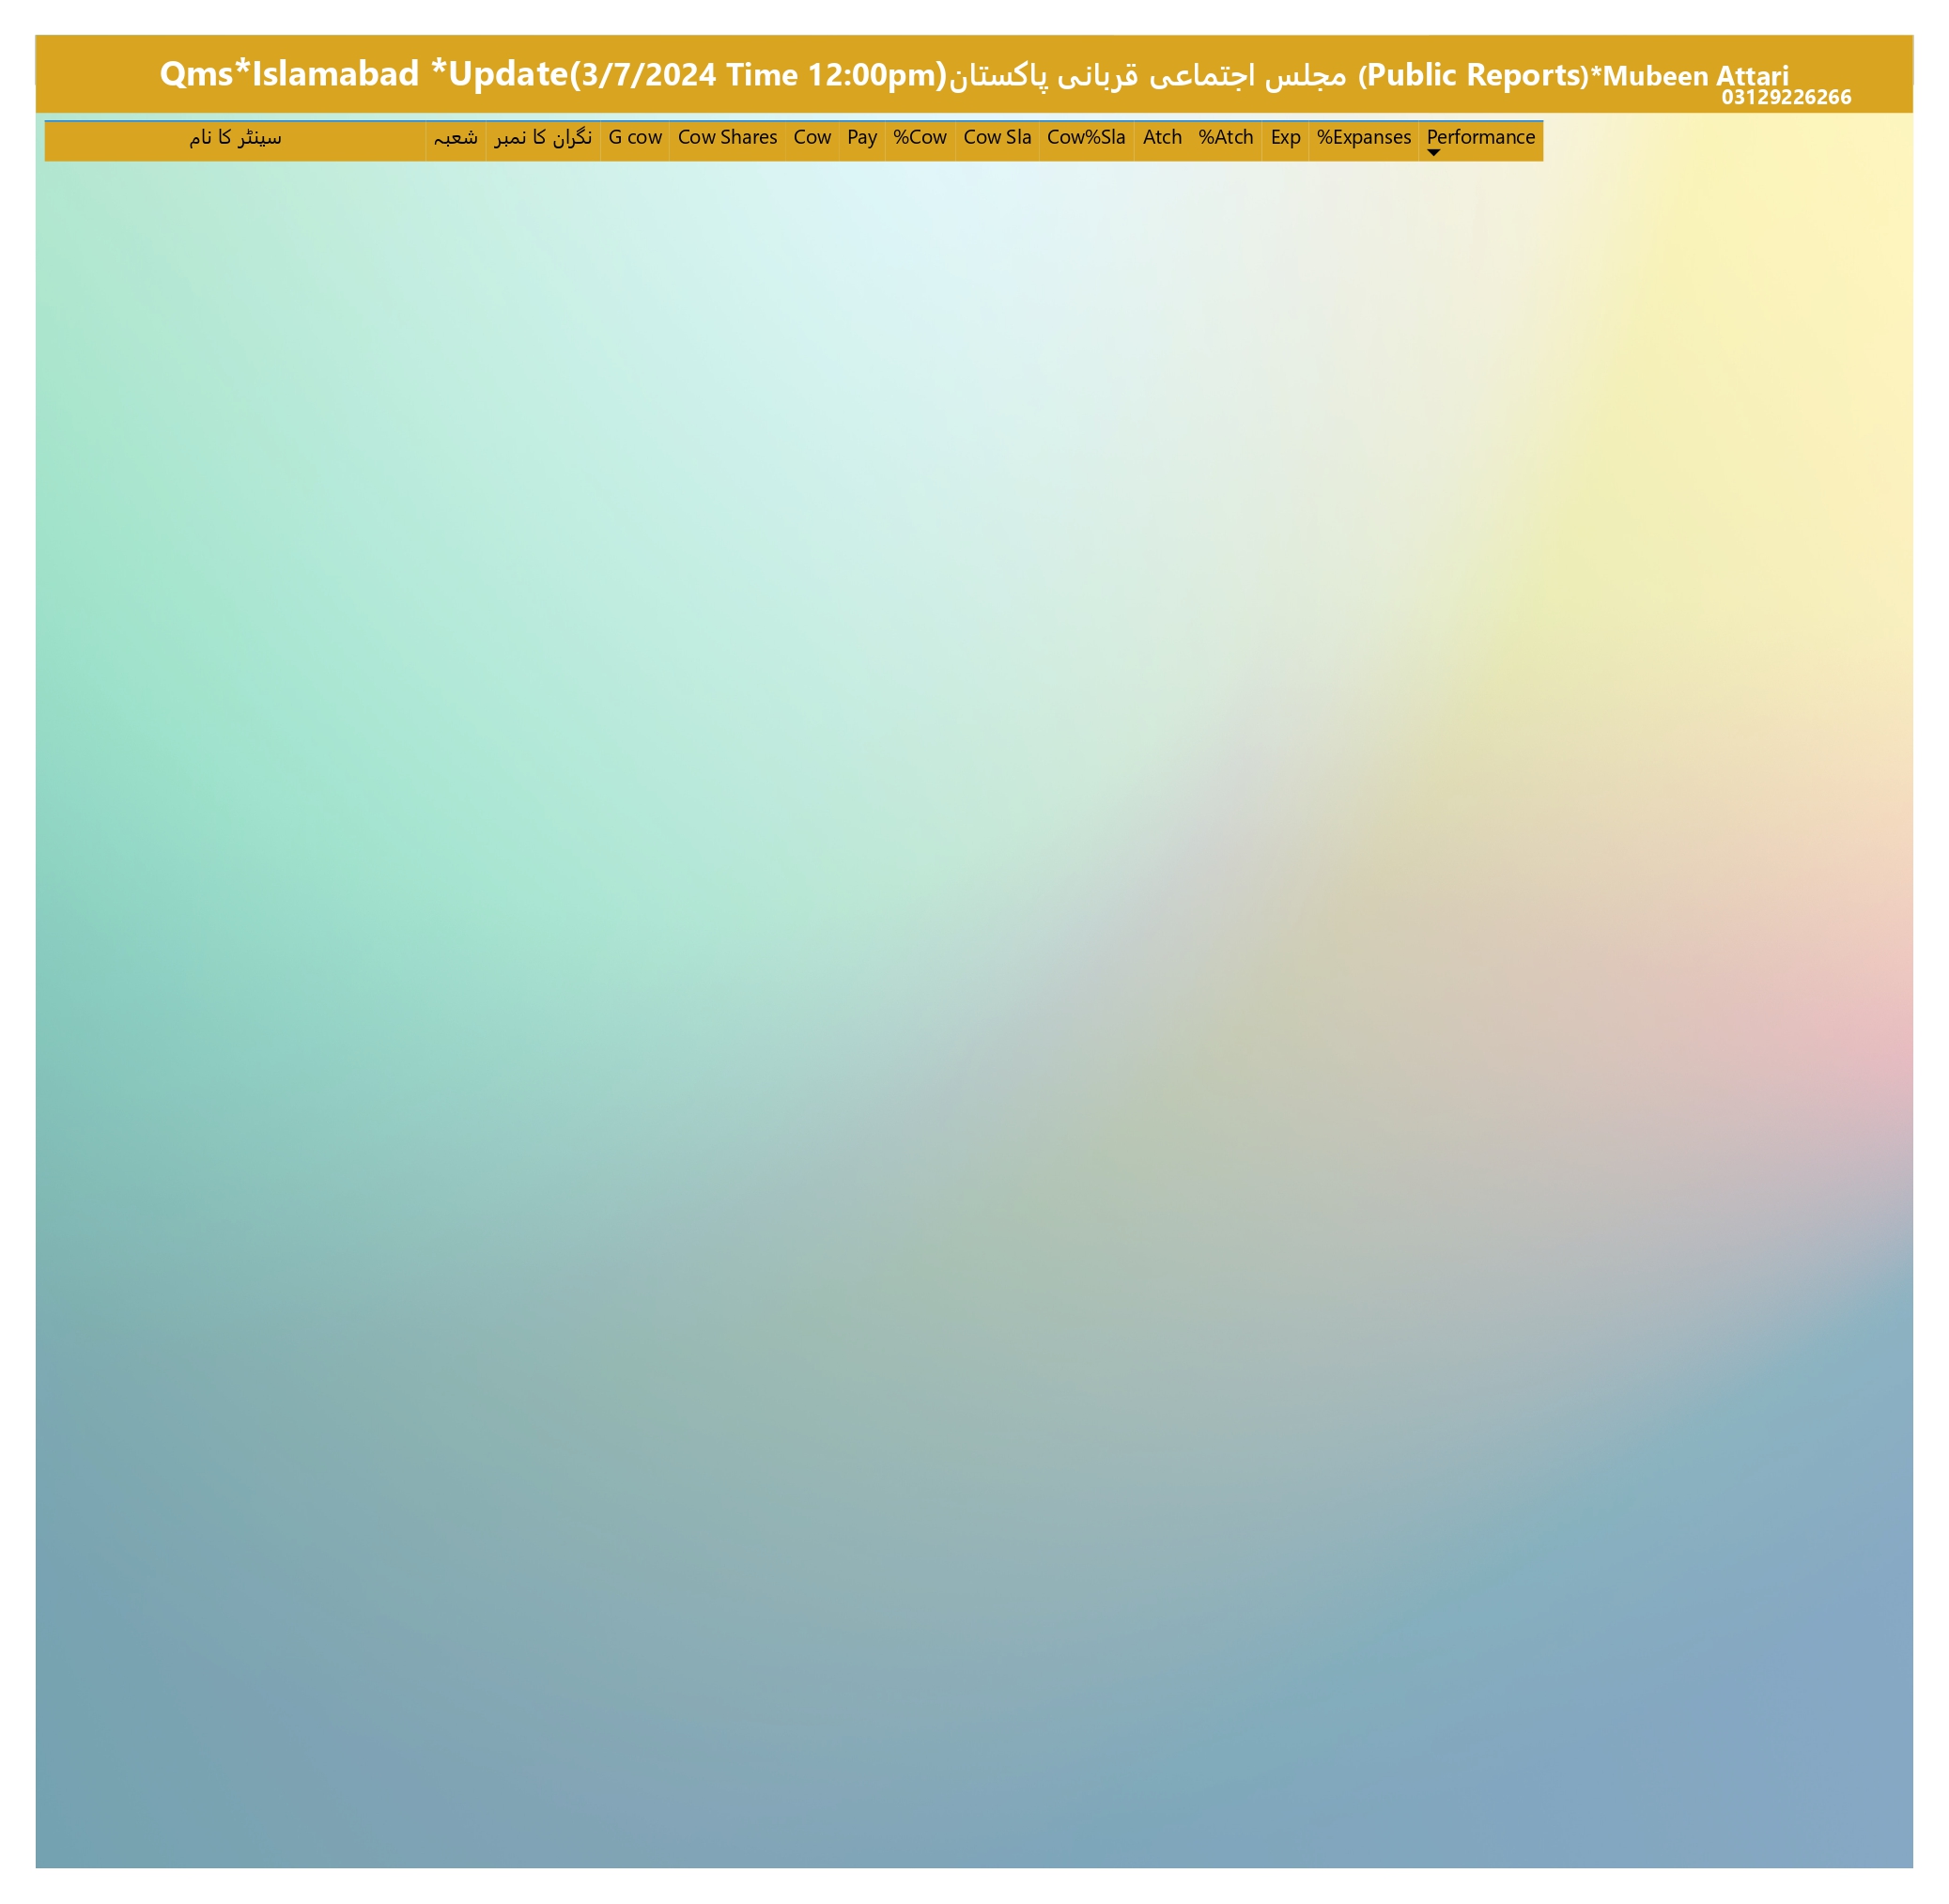 Qms*Islamabad *Update(3/7/2024 Time 12:00pm)مجلس اجتماعی قربانی پاکستان (Public Reports)*Mubeen Attari
03129226266
سینٹر کا نام شعبہ نگران کا نمبر G cow Cow Shares Cow Pay %Cow Cow Sla Cow%Sla Atch %Atch Exp %Expanses Performance